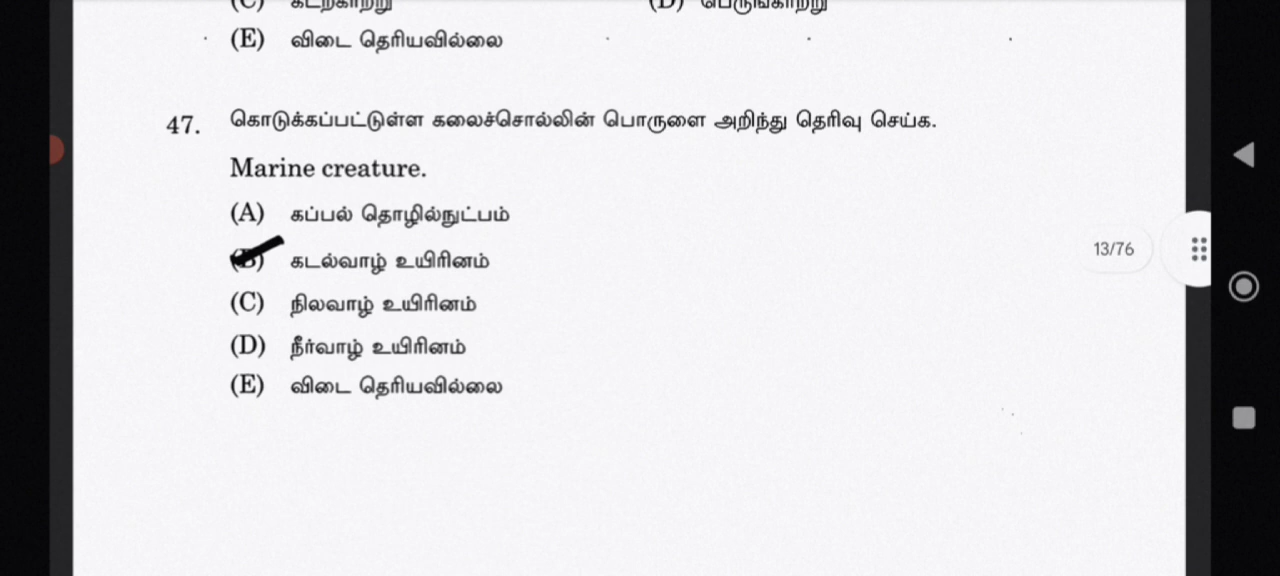 (C) கடற்காற்று (D) பெருங்காற்று
(E) விடை தெரியவில்லை
47. கொடுக்கப்பட்டுள்ள கலைச்சொல்லின் பொருளை அறிந்து தெரிவு செய்க.
Marine creature.
(A) கப்பல் தொழில்நுட்பம்
(B) கடல்வாழ் உயிரினம்
13/76
(C) நிலவாழ் உயிரினம்
(D) நீர்வாழ் உயிரினம்
(E) விடை தெரியவில்லை